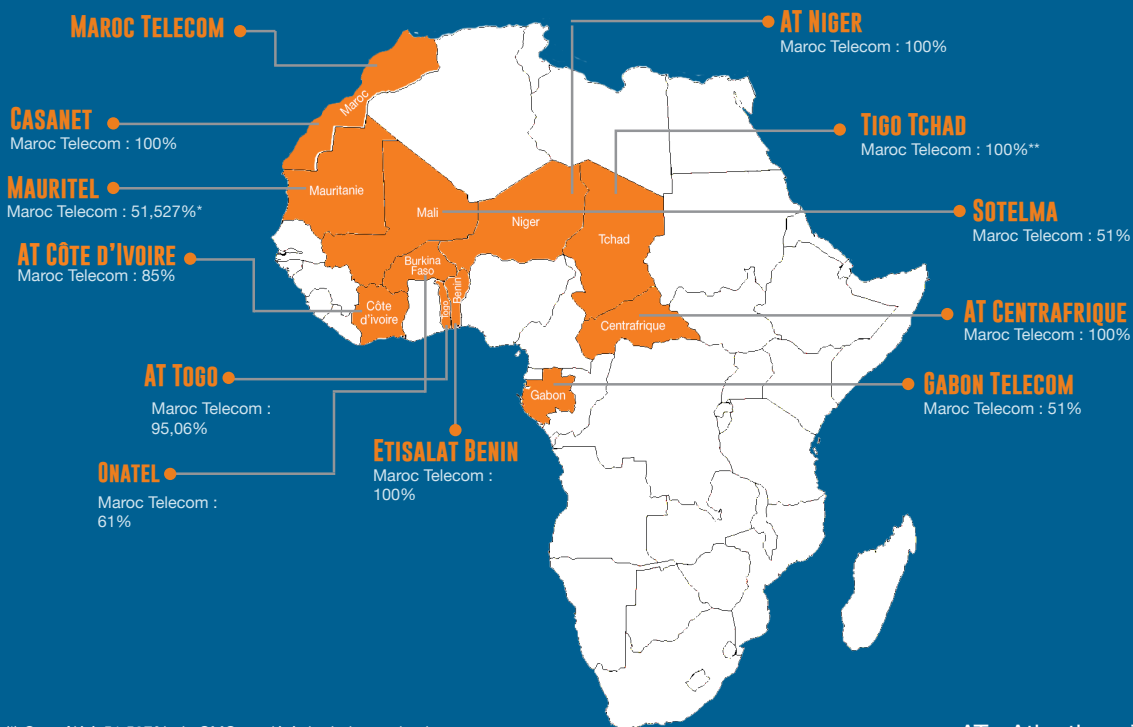 MAROC TELECOM
AT NIGER
Maroc Telecom : 100%
CASANET
Maroc Telecom : 100%
TIGO TCHAD
Maroc Telecom : 100%**
MAURITEL
Maroc Telecom : 51,527%*
SOTELMA
Maroc Telecom : 51%
AT CÔTE D'IVOIRE
Maroc Telecom : 85%
AT CENTRAFRIQUE
Maroc Telecom : 100%
AT TOGO
Maroc Telecom :
95,06%
GABON TELECOM
Maroc Telecom : 51%
ONATEL
Maroc Telecom :
61%
ETISALAT BENIN
Maroc Telecom :
100%
Maroc
Mauritanie
Mali
Niger
Tchad
Burkina
Faso
Benin
Togo
Côte
d'ivoire
Centrafrique
Gabon